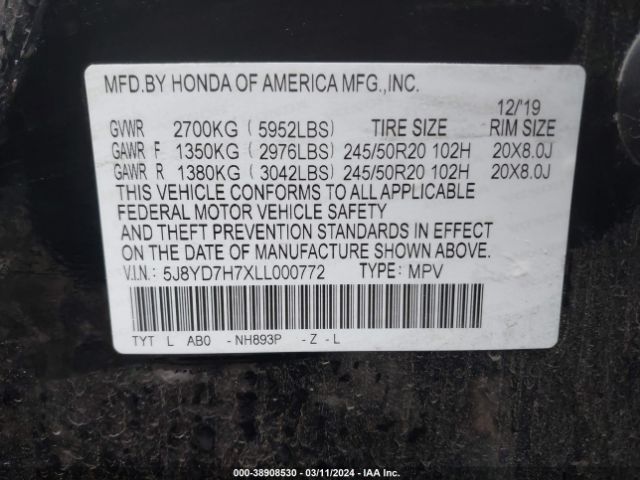 MFD.BY HONDA OF AMERICA MFG.,INC.
12/'19
GVWR 2700KG ( 5952LBS) TIRE SIZE RIM SIZE
GAWR F 1350KG ( 2976LBS) 245/50R20 102H 20X8.0J
GAWR R 1380KG ( 3042LBS) 245/50R20 102H 20X8.0J
THIS VEHICLE CONFORMS TO ALL APPLICABLE
FEDERAL MOTOR VEHICLE SAFETY
AND THEFT PREVENTION STANDARDS IN EFFECT
ON THE DATE OF MANUFACTURE SHOWN ABOVE.
V.I.N.: 5J8YD7H7XLL000772 TYPE: MPV
TYT L AB0 -NH893P -Z -L
000-38908530 - 03/11/2024 - IAA Inc.